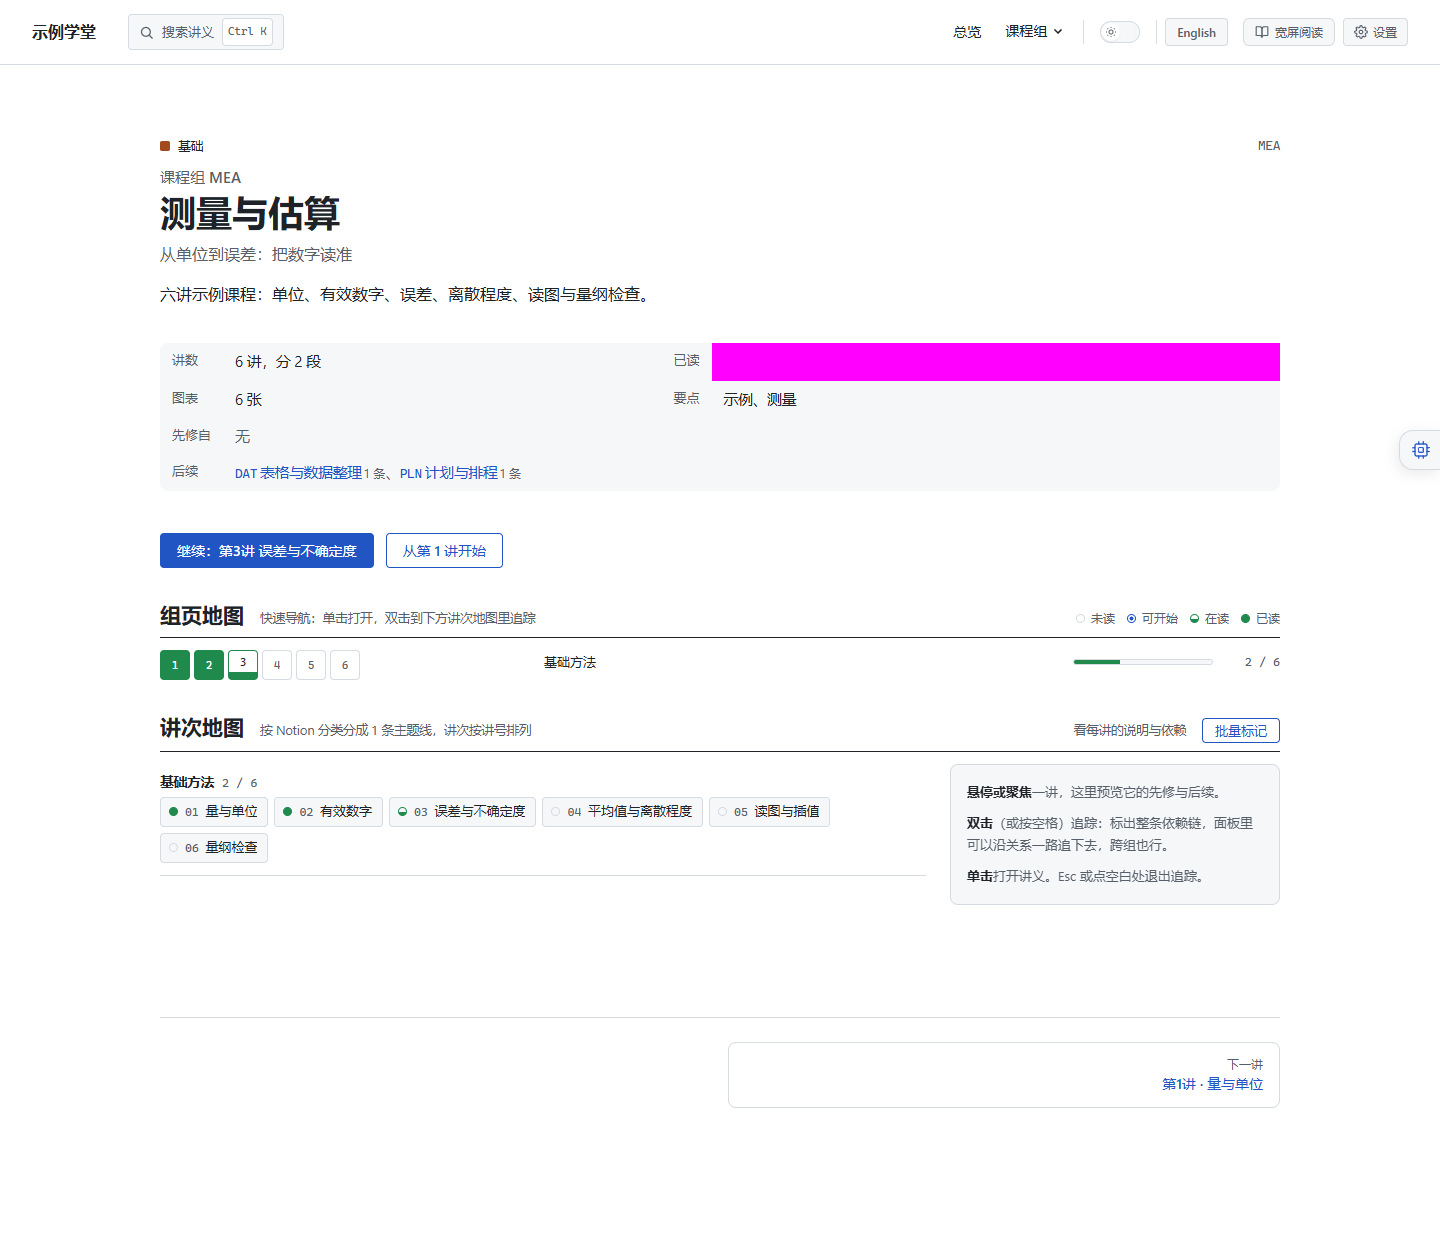 示例学堂
搜索讲义 Ctrl K
总览
课程组
English
宽屏阅读
设置
基础
MEA
课程组 MEA
测量与估算
从单位到误差：把数字读准
六讲示例课程：单位、有效数字、误差、离散程度、读图与量纲检查。
讲数 6 讲，分 2 段
已读
图表 6 张
要点 示例、测量
先修自 无
后续 DAT 表格与数据整理 1 条、PLN 计划与排程 1 条
继续：第3讲 误差与不确定度
从第 1 讲开始
组页地图 快速导航：单击打开，双击到下方讲次地图里追踪
未读 可开始 在读 已读
1 2 3 4 5 6 基础方法 2 / 6
讲次地图 按 Notion 分类分成 1 条主题线，讲次按讲号排列
看每讲的说明与依赖 批量标记
基础方法 2 / 6
01 量与单位 02 有效数字 03 误差与不确定度 04 平均值与离散程度 05 读图与插值
06 量纲检查
悬停或聚焦一讲，这里预览它的先修与后续。
双击（或按空格）追踪：标出整条依赖链，面板里
可以沿关系一路追下去，跨组也行。
单击打开讲义。Esc 或点空白处退出追踪。
下一讲
第1讲 · 量与单位